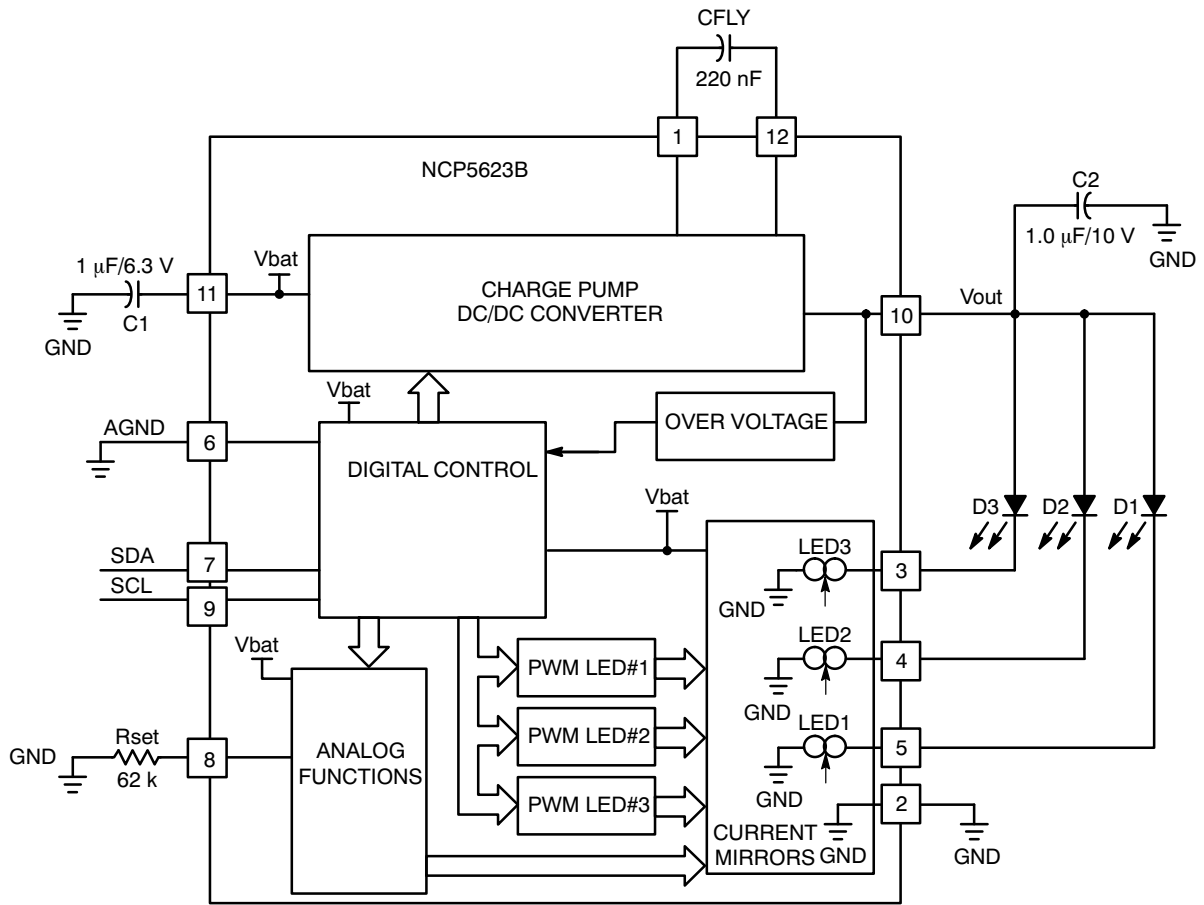 CFLY
220 nF
1
12
NCP5623B
C2
1.0 μF/10 V
GND
1 μF/6.3 V
Vbat
11
C1
GND
CHARGE PUMP
DC/DC CONVERTER
Vout
10
Vbat
AGND
6
OVER VOLTAGE
DIGITAL CONTROL
Vbat
D3
D2
D1
SDA
7
SCL
9
LED3
3
GND
LED2
4
GND
LED1
5
GND
2
GND
GND
Vbat
PWM LED#1
PWM LED#2
PWM LED#3
GND
Rset
62 k
8
ANALOG
FUNCTIONS
CURRENT
MIRRORS